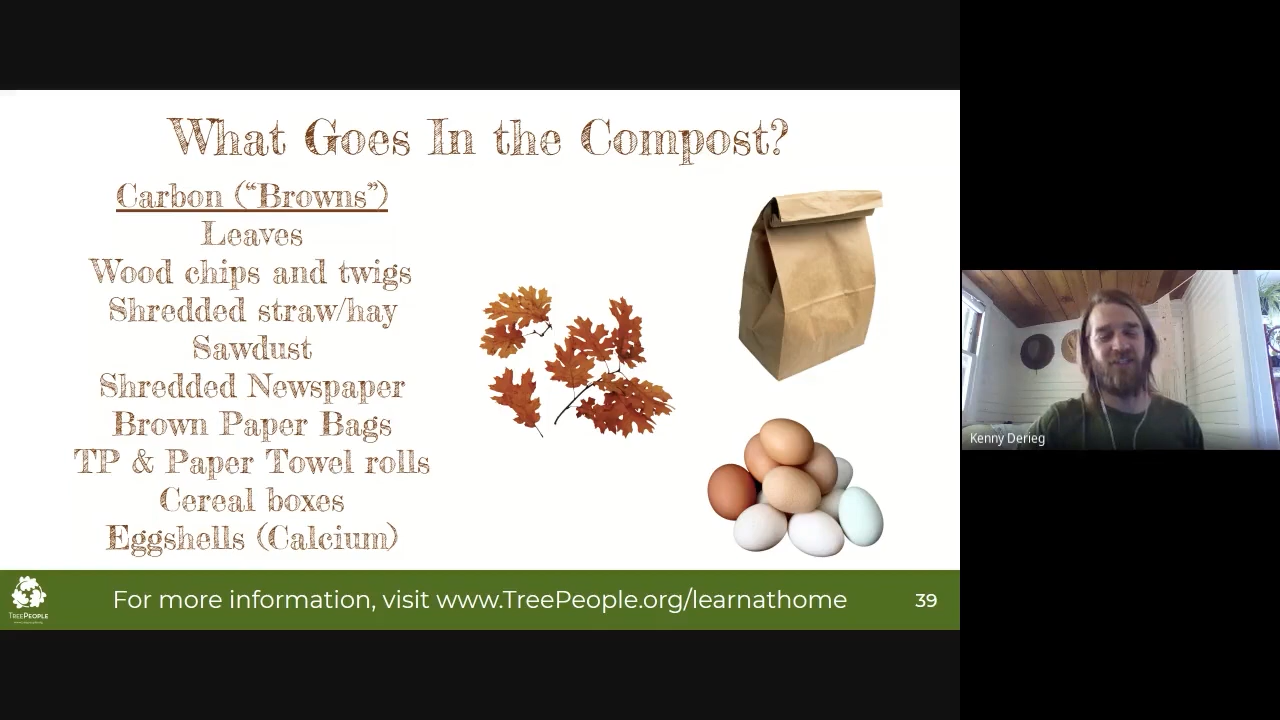 What Goes In the Compost?
Carbon (“Browns”)
Leaves
Wood chips and twigs
Shredded straw/hay
Sawdust
Shredded Newspaper
Brown Paper Bags
TP & Paper Towel rolls
Cereal boxes
Eggshells (Calcium)
TREEPEOPLE
For more information, visit www.TreePeople.org/learnathome
39
Kenny Derieg